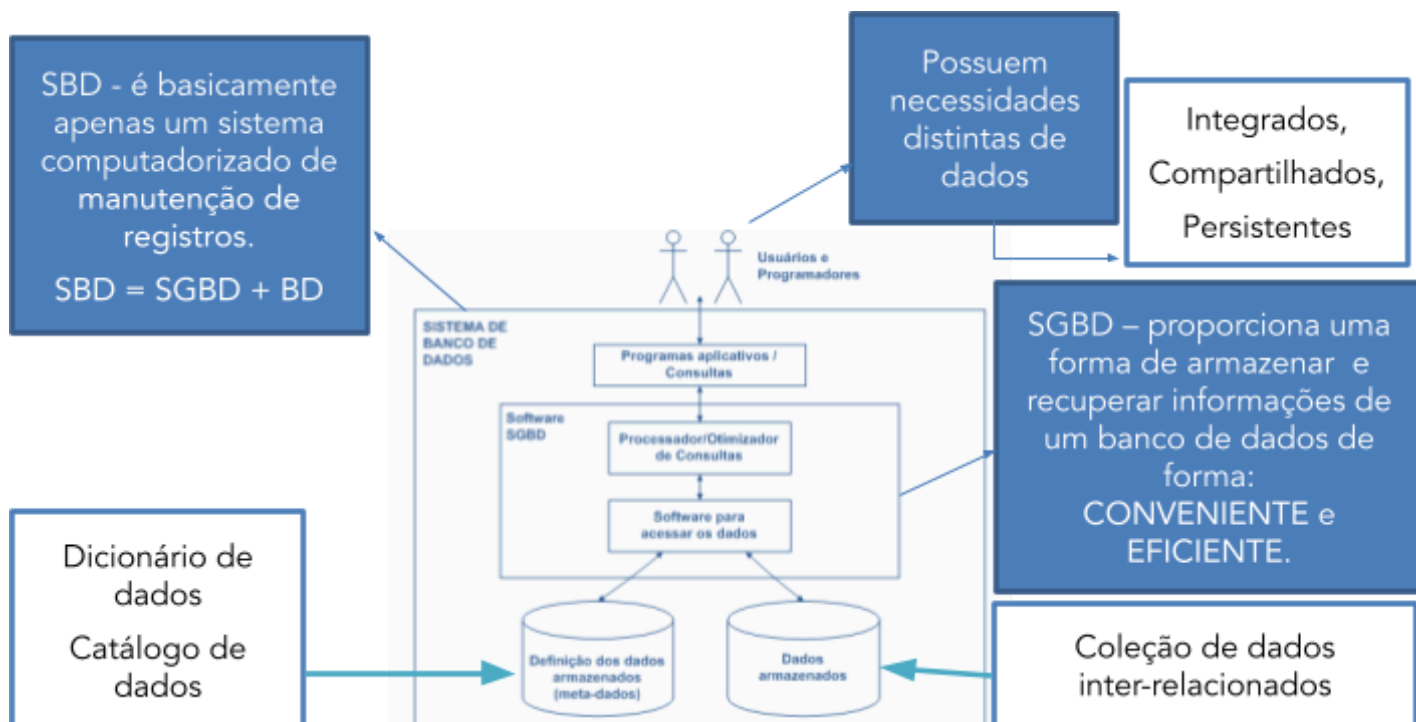 SBD - é basicamente
apenas um sistema
computadorizado de
manutenção de
registros.
SBD = SGBD + BD
Possuem
necessidades
distintas de
dados
Integrados,
Compartilhados,
Persistentes
Usuários e
Programadores
SISTEMA DE
BANCO DE
DADOS
Programas aplicativos /
Consultas
Software
SGBD
Processador/Otimizador
de Consultas
Software para
acessar os dados
SGBD – proporciona uma
forma de armazenar e
recuperar informações de
um banco de dados de
forma:
CONVENIENTE e
EFICIENTE.
Dicionário de
dados
Catálogo de
dados
Definição dos dados
armazenados
(meta-dados)
Dados
armazenados
Coleção de dados
inter-relacionados